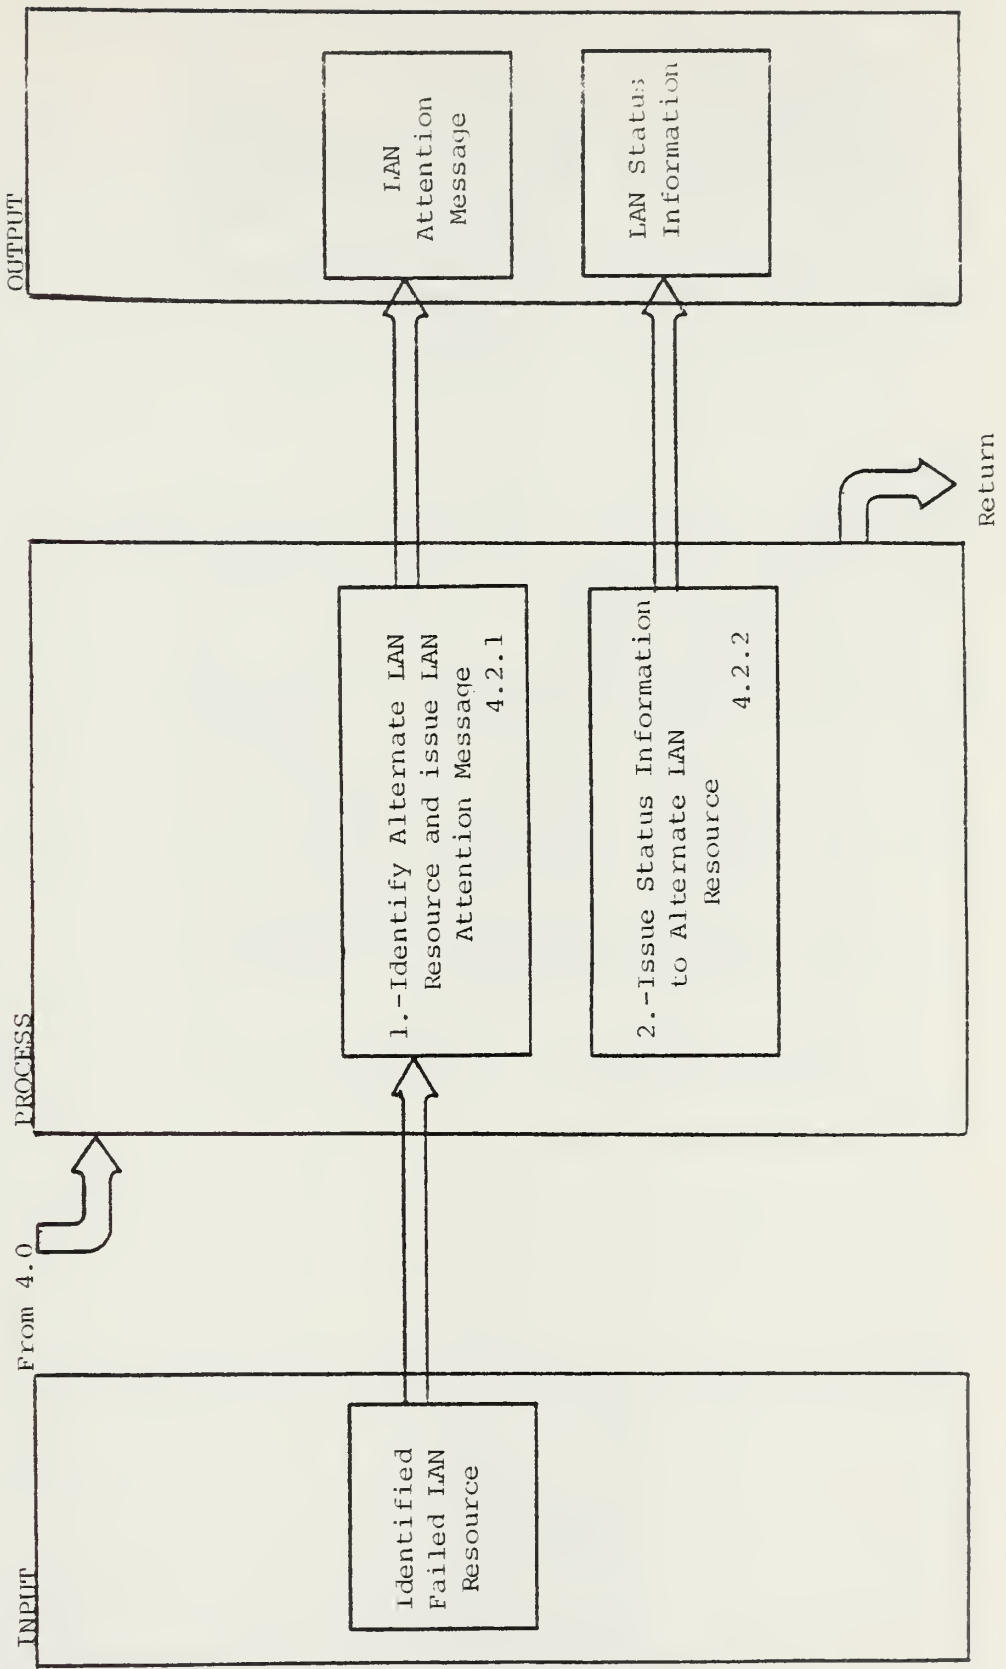 INPUT
Identified
Failed LAN
Resource
From 4.0
PROCESS
1.-Identify Alternate LAN
Resource and issue LAN
Attention Message
4.2.1
2.-Issue Status Information
to Alternate LAN
Resource
4.2.2
Return
OUTPUT
LAN
Attention
Message
LAN Status
Information